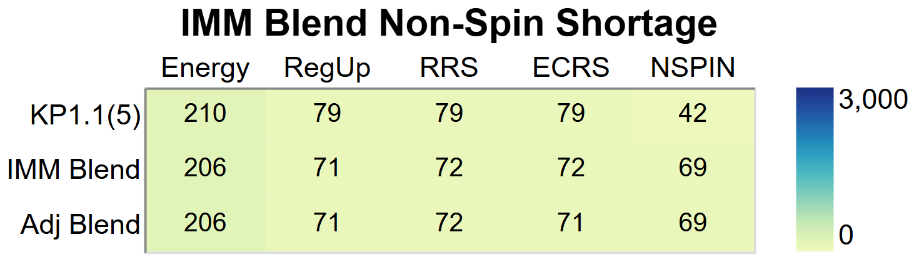 IMM Blend Non-Spin Shortage
Energy RegUp RRS ECRS NSPIN
KP1.1(5) 210 79 79 79 42
IMM Blend 206 71 72 72 69
Adj Blend 206 71 72 71 69
3,000
0